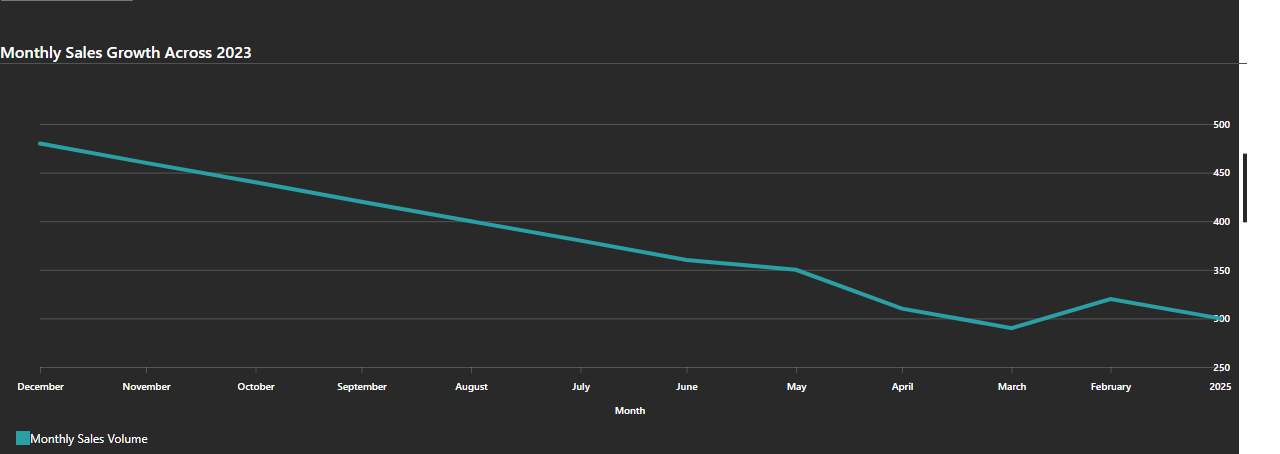 Monthly Sales Growth Across 2023
500
450
400
350
300
250
December November October September August July June May April March February 2025
Month
Monthly Sales Volume